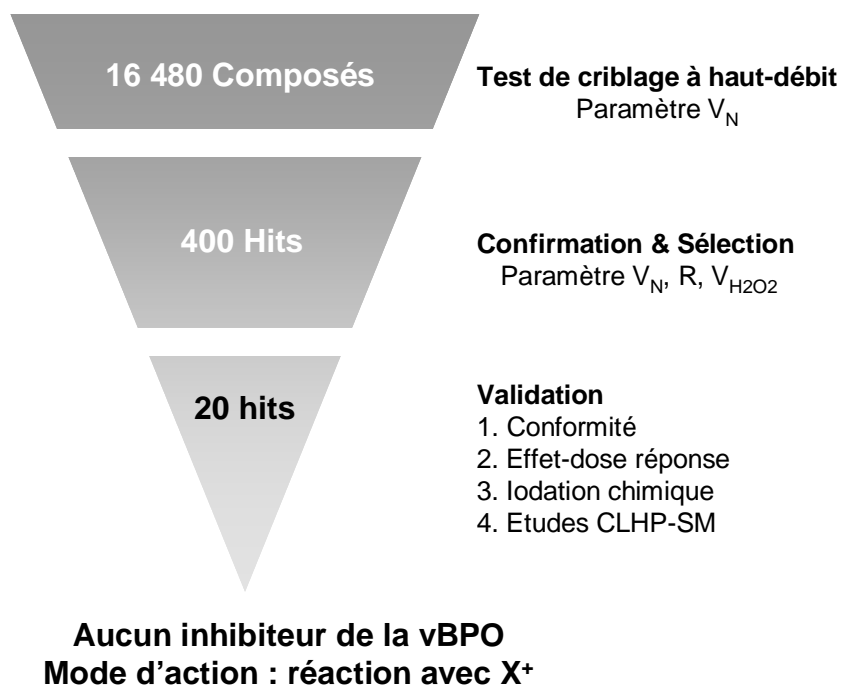 16 480 Composés
Test de criblage à haut-débit
Paramètre V_N
400 Hits
Confirmation & Sélection
Paramètre V_N, R, V_H2O2
20 hits
Validation
1. Conformité
2. Effet-dose réponse
3. Iodation chimique
4. Etudes CLHP-SM
Aucun inhibiteur de la vBPO
Mode d’action : réaction avec X⁺